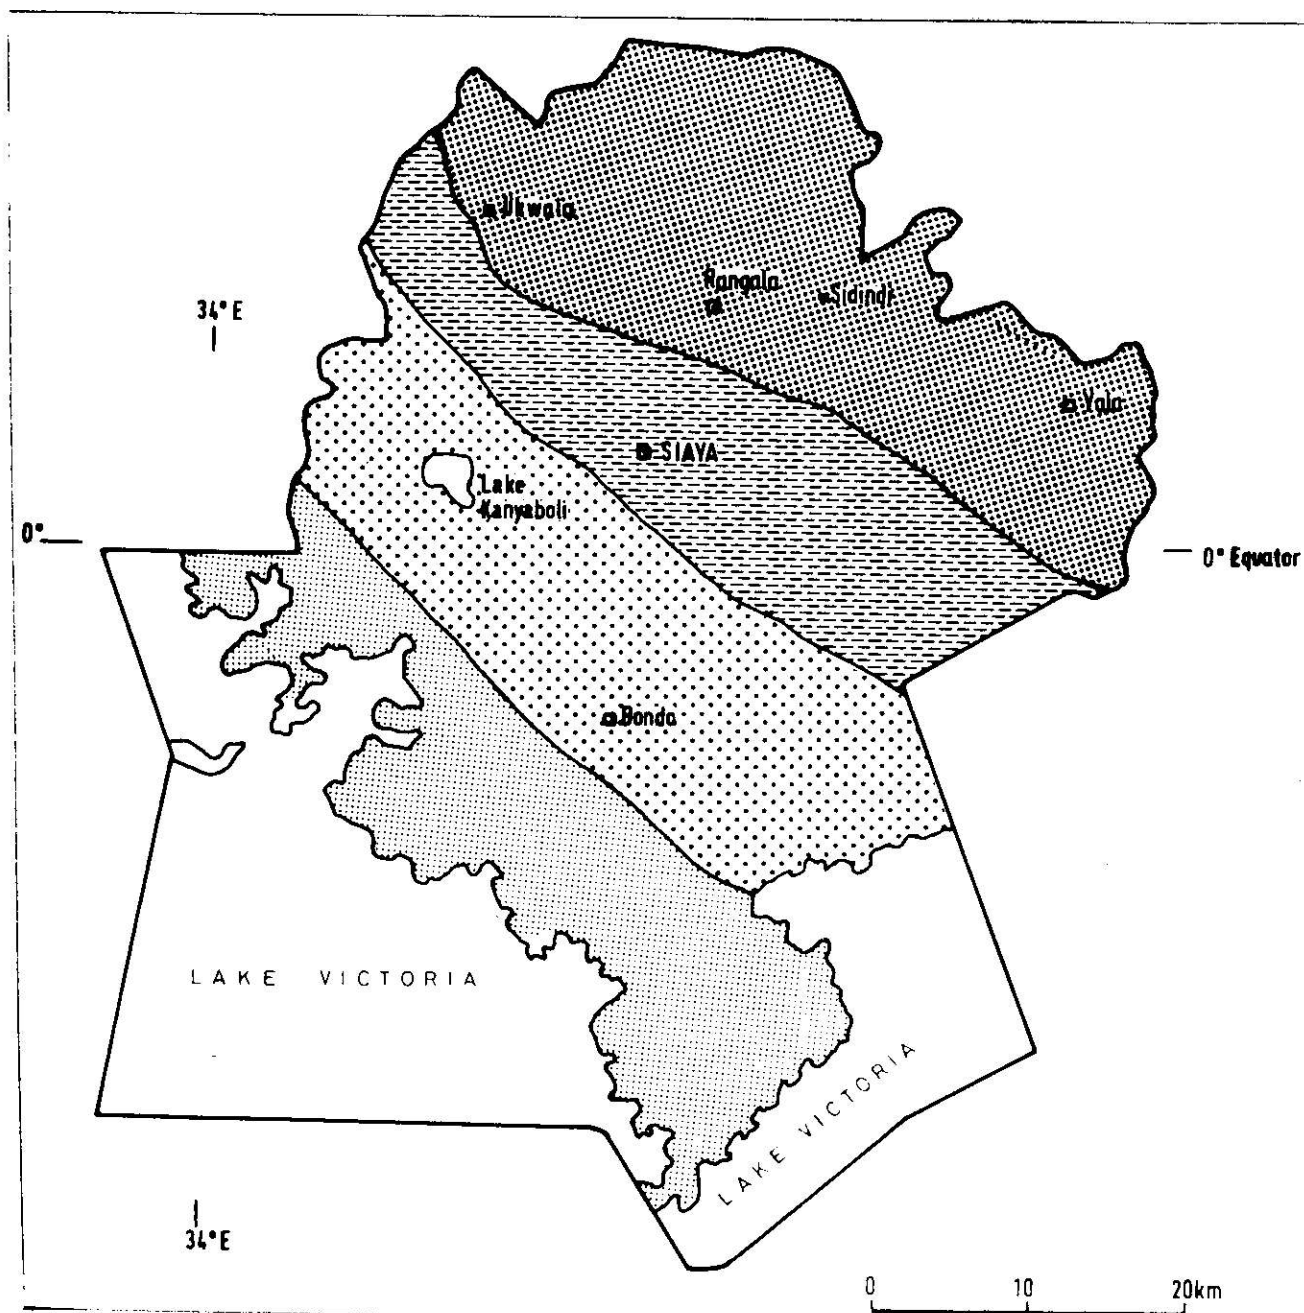 Ukwala
Rangala
Sidindi
34° E
Yala
SIAYA
Lake
Kanyaboli
0°
0° Equator
Bondo
LAKE VICTORIA
LAKE VICTORIA
34° E
0 10 20km